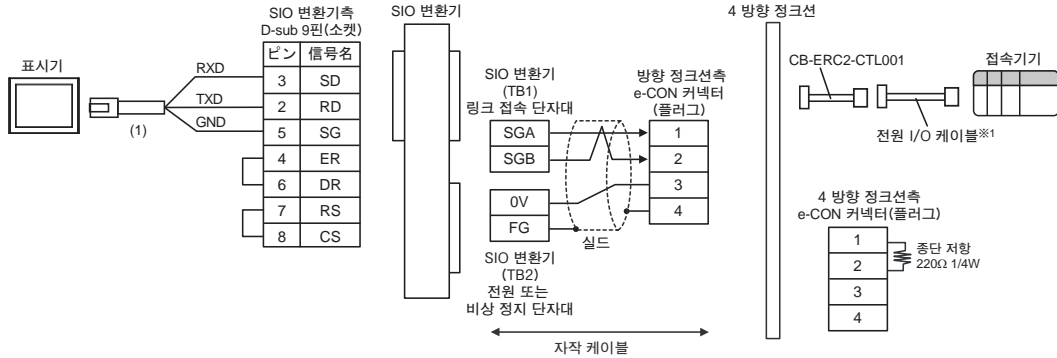 표시기
(1)
RXD
TXD
GND
SIO 변환기측
D-sub 9핀(소켓)
ピン 信号名
3 SD
2 RD
5 SG
4 ER
6 DR
7 RS
8 CS
SIO 변환기
SIO 변환기
(TB1)
링크 접속 단자대
SGA
SGB
0V
FG
SIO 변환기
(TB2)
전원 또는
비상 정지 단자대
실드
방향 정크션측
e-CON 커넥터
(플러그)
1
2
3
4
자작 케이블
4 방향 정크션
CB-ERC2-CTL001
전원 I/O 케이블※1
접속기기
4 방향 정크션측
e-CON 커넥터(플러그)
1
2
3
4
종단 저항
220Ω 1/4W